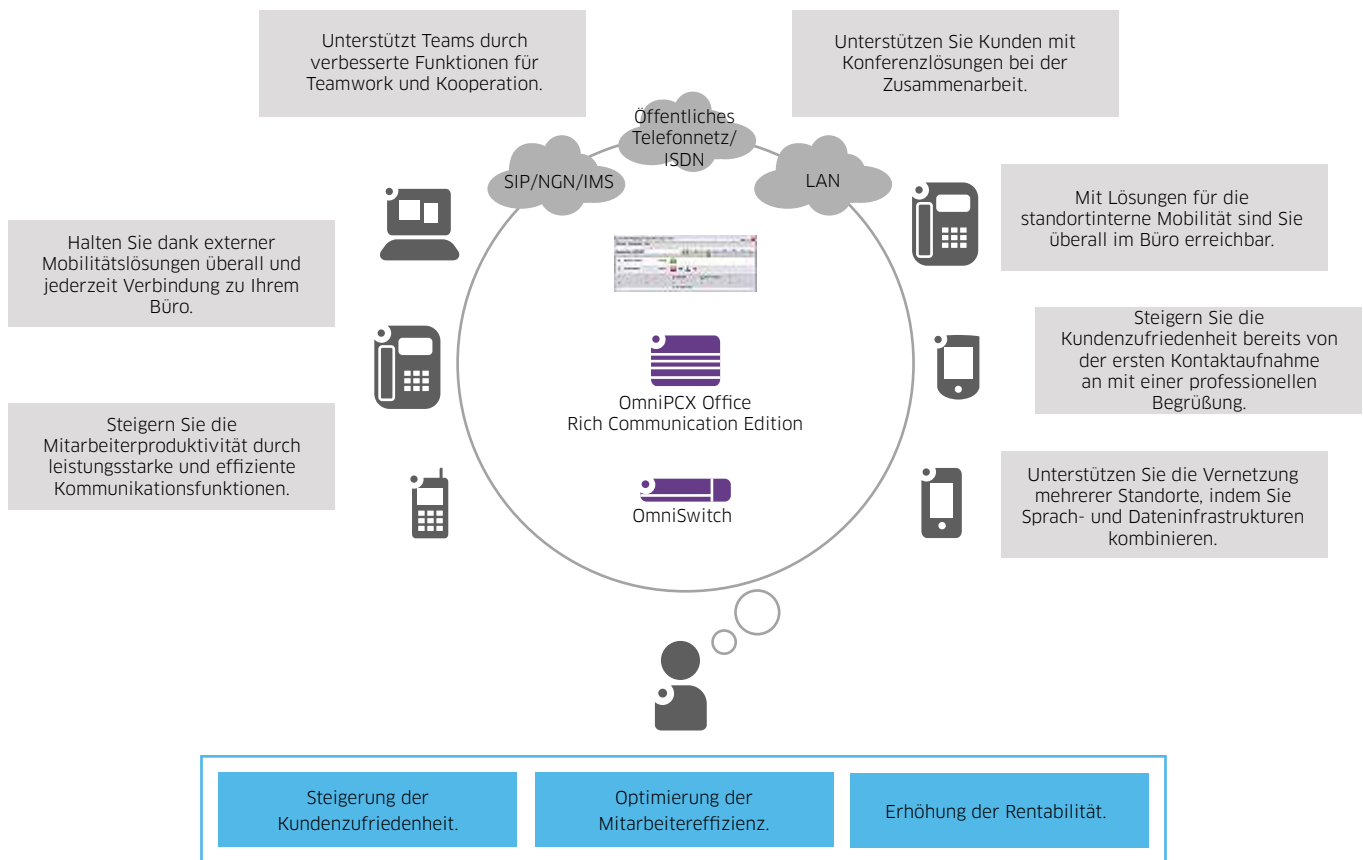 Unterstützt Teams durch
verbesserte Funktionen für
Teamwork und Kooperation.
Unterstützen Sie Kunden mit
Konferenzlösungen bei der
Zusammenarbeit.
Öffentliches
Telefonnetz/
ISDN
SIP/NGN/IMS
LAN
Halten Sie dank externer
Mobilitätslösungen überall und
jederzeit Verbindung zu Ihrem
Büro.
Mit Lösungen für die
standortinterne Mobilität sind Sie
überall im Büro erreichbar.
Steigern Sie die
Kundenzufriedenheit bereits von
der ersten Kontaktaufnahme
an mit einer professionellen
Begrüßung.
OmniPCX Office
Rich Communication Edition
Steigern Sie die
Mitarbeiterproduktivität durch
leistungsstarke und effiziente
Kommunikationsfunktionen.
Unterstützen Sie die Vernetzung
mehrerer Standorte, indem Sie
Sprach- und Dateninfrastrukturen
kombinieren.
OmniSwitch
Steigerung der
Kundenzufriedenheit.
Optimierung der
Mitarbeitereffizienz.
Erhöhung der Rentabilität.